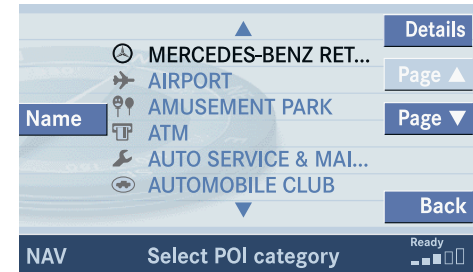 Details
MERCEDES-BENZ RET...
AIRPORT
Page ▲
AMUSEMENT PARK
Name
Page ▼
ATM
AUTO SERVICE & MAI...
AUTOMOBILE CLUB
Back
NAV
Select POI category
Ready